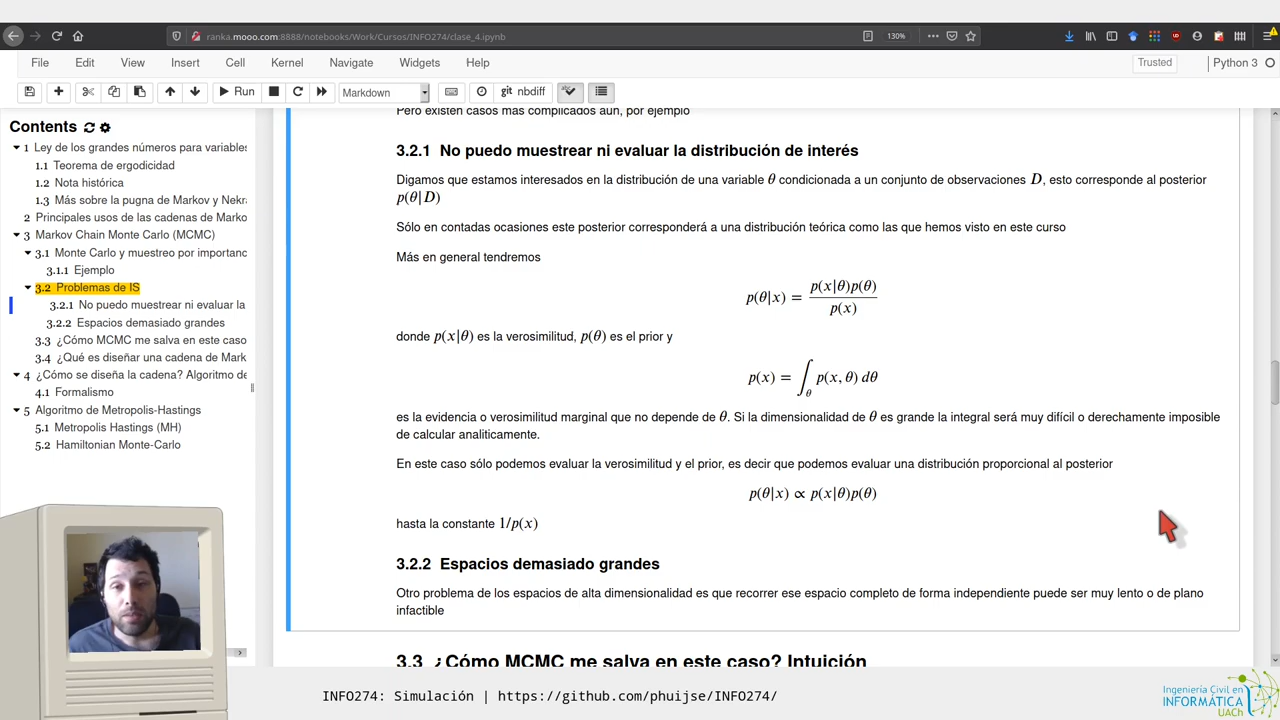 ranka.mooo.com:8888/notebooks/Work/Cursos/INFO274/clase_4.ipynb
130%
File Edit View Insert Cell Kernel Navigate Widgets Help
Trusted
Python 3
Run
Markdown
git nbdiff
Contents
1 Ley de los grandes números para variables
1.1 Teorema de ergodicidad
1.2 Nota histórica
1.3 Más sobre la pugna de Markov y Nekra
2 Principales usos de las cadenas de Marko
3 Markov Chain Monte Carlo (MCMC)
3.1 Monte Carlo y muestreo por importanc
3.1.1 Ejemplo
3.2 Problemas de IS
3.2.1 No puedo muestrear ni evaluar la
3.2.2 Espacios demasiado grandes
3.3 ¿Cómo MCMC me salva en este caso
3.4 ¿Qué es diseñar una cadena de Mark
4 ¿Cómo se diseña la cadena? Algoritmo de
4.1 Formalismo
5 Algoritmo de Metropolis-Hastings
5.1 Metropolis Hastings (MH)
5.2 Hamiltonian Monte-Carlo
Pero existen casos más complicados aún, por ejemplo
3.2.1 No puedo muestrear ni evaluar la distribución de interés
Digamos que estamos interesados en la distribución de una variable θ condicionada a un conjunto de observaciones D, esto corresponde al posterior
p(θ|D)
Sólo en contadas ocasiones este posterior corresponderá a una distribución teórica como las que hemos visto en este curso
Más en general tendremos
p(θ|x) = p(x|θ)p(θ) / p(x)
donde p(x|θ) es la verosimilitud, p(θ) es el prior y
p(x) = ∫_θ p(x, θ) dθ
es la evidencia o verosimilitud marginal que no depende de θ. Si la dimensionalidad de θ es grande la integral será muy difícil o derechamente imposible
de calcular analiticamente.
En este caso sólo podemos evaluar la verosimilitud y el prior, es decir que podemos evaluar una distribución proporcional al posterior
p(θ|x) ∝ p(x|θ)p(θ)
hasta la constante 1/p(x)
3.2.2 Espacios demasiado grandes
Otro problema de los espacios de alta dimensionalidad es que recorrer ese espacio completo de forma independiente puede ser muy lento o de plano
infactible
3.3 ¿Cómo MCMC me salva en este caso? Intuición
INFO274: Simulación | https://github.com/phuijse/INFO274/
Ingeniería Civil en
INFORMÁTICA
UACh